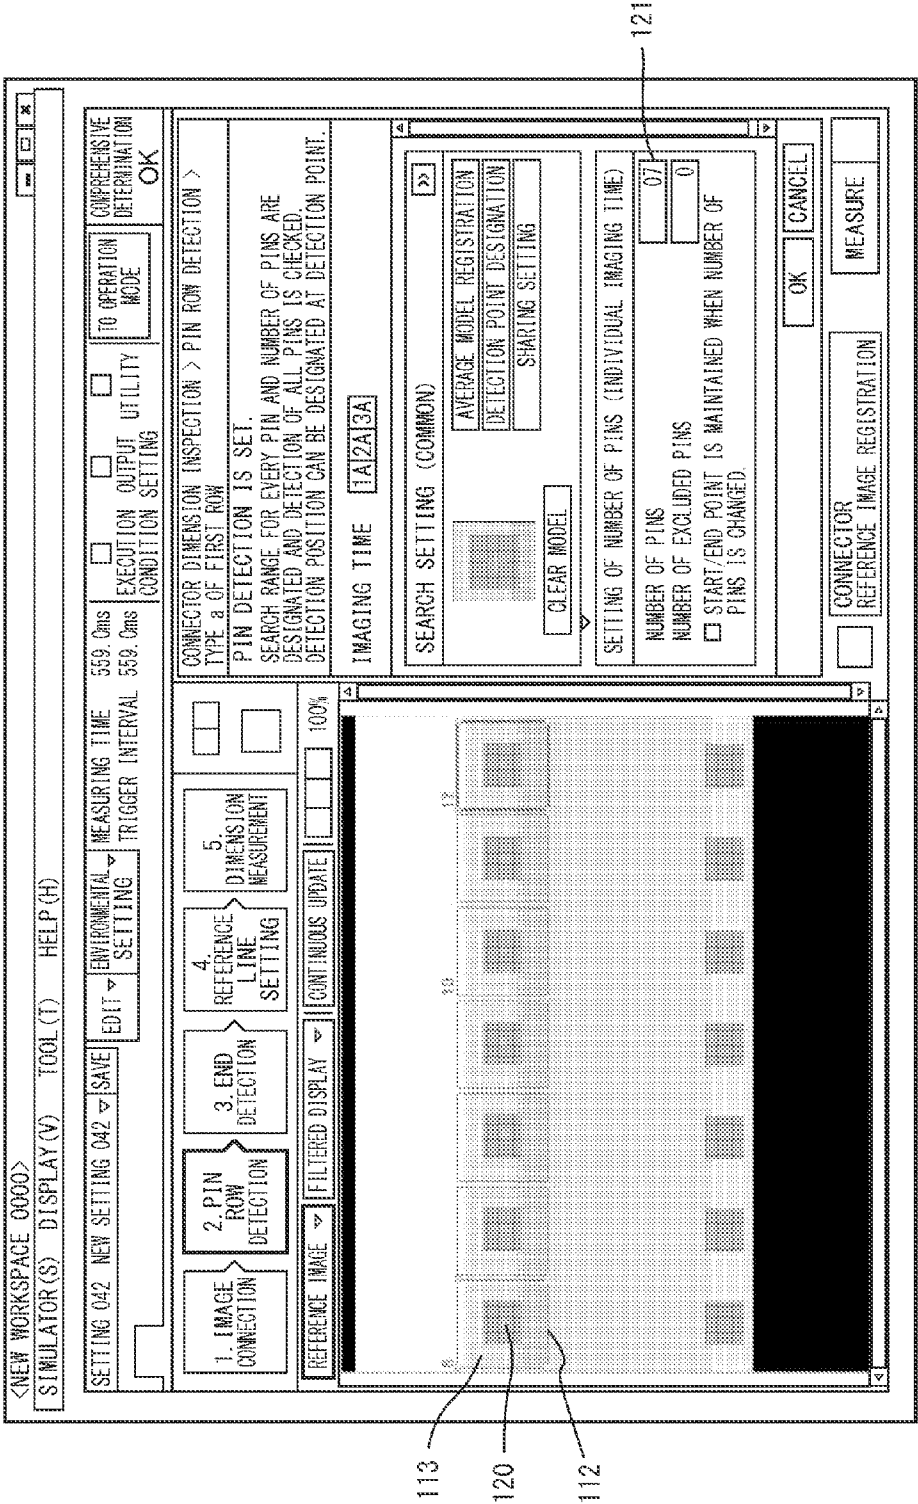 <NEW WORKSPACE 0000>
SIMULATOR(S) DISPLAY(V) TOOL(T) HELP(H)
SETTING 042 NEW SETTING 042
SAVE
EDIT
ENVIRONMENTAL
SETTING
MEASURING TIME 559.0ms
TRIGGER INTERVAL 559.0ms
EXECUTION OUTPUT UTILITY
CONDITION SETTING
TO OPERATION
MODE
COMPREHENSIVE
DETERMINATION
OK
1. IMAGE
CONNECTION
2. PIN
ROW
DETECTION
3. END
DETECTION
4.
REFERENCE
LINE
SETTING
5.
DIMENSION
MEASUREMENT
REFERENCE IMAGE
FILTERED DISPLAY
CONTINUOUS UPDATE
100%
CONNECTOR DIMENSION INSPECTION > PIN ROW DETECTION >
TYPE a OF FIRST ROW
PIN DETECTION IS SET.
SEARCH RANGE FOR EVERY PIN AND NUMBER OF PINS ARE
DESIGNATED AND DETECTION OF ALL PINS IS CHECKED.
DETECTION POSITION CAN BE DESIGNATED AT DETECTION POINT.
IMAGING TIME 1A 2A 3A
SEARCH SETTING (COMMON) >>
AVERAGE MODEL REGISTRATION
DETECTION POINT DESIGNATION
SHARING SETTING
CLEAR MODEL
SETTING OF NUMBER OF PINS (INDIVIDUAL IMAGING TIME)
NUMBER OF PINS 07
NUMBER OF EXCLUDED PINS 0
START/END POINT IS MAINTAINED WHEN NUMBER OF
PINS IS CHANGED.
OK CANCEL
CONNECTOR
REFERENCE IMAGE REGISTRATION
MEASURE
113
120
112
121